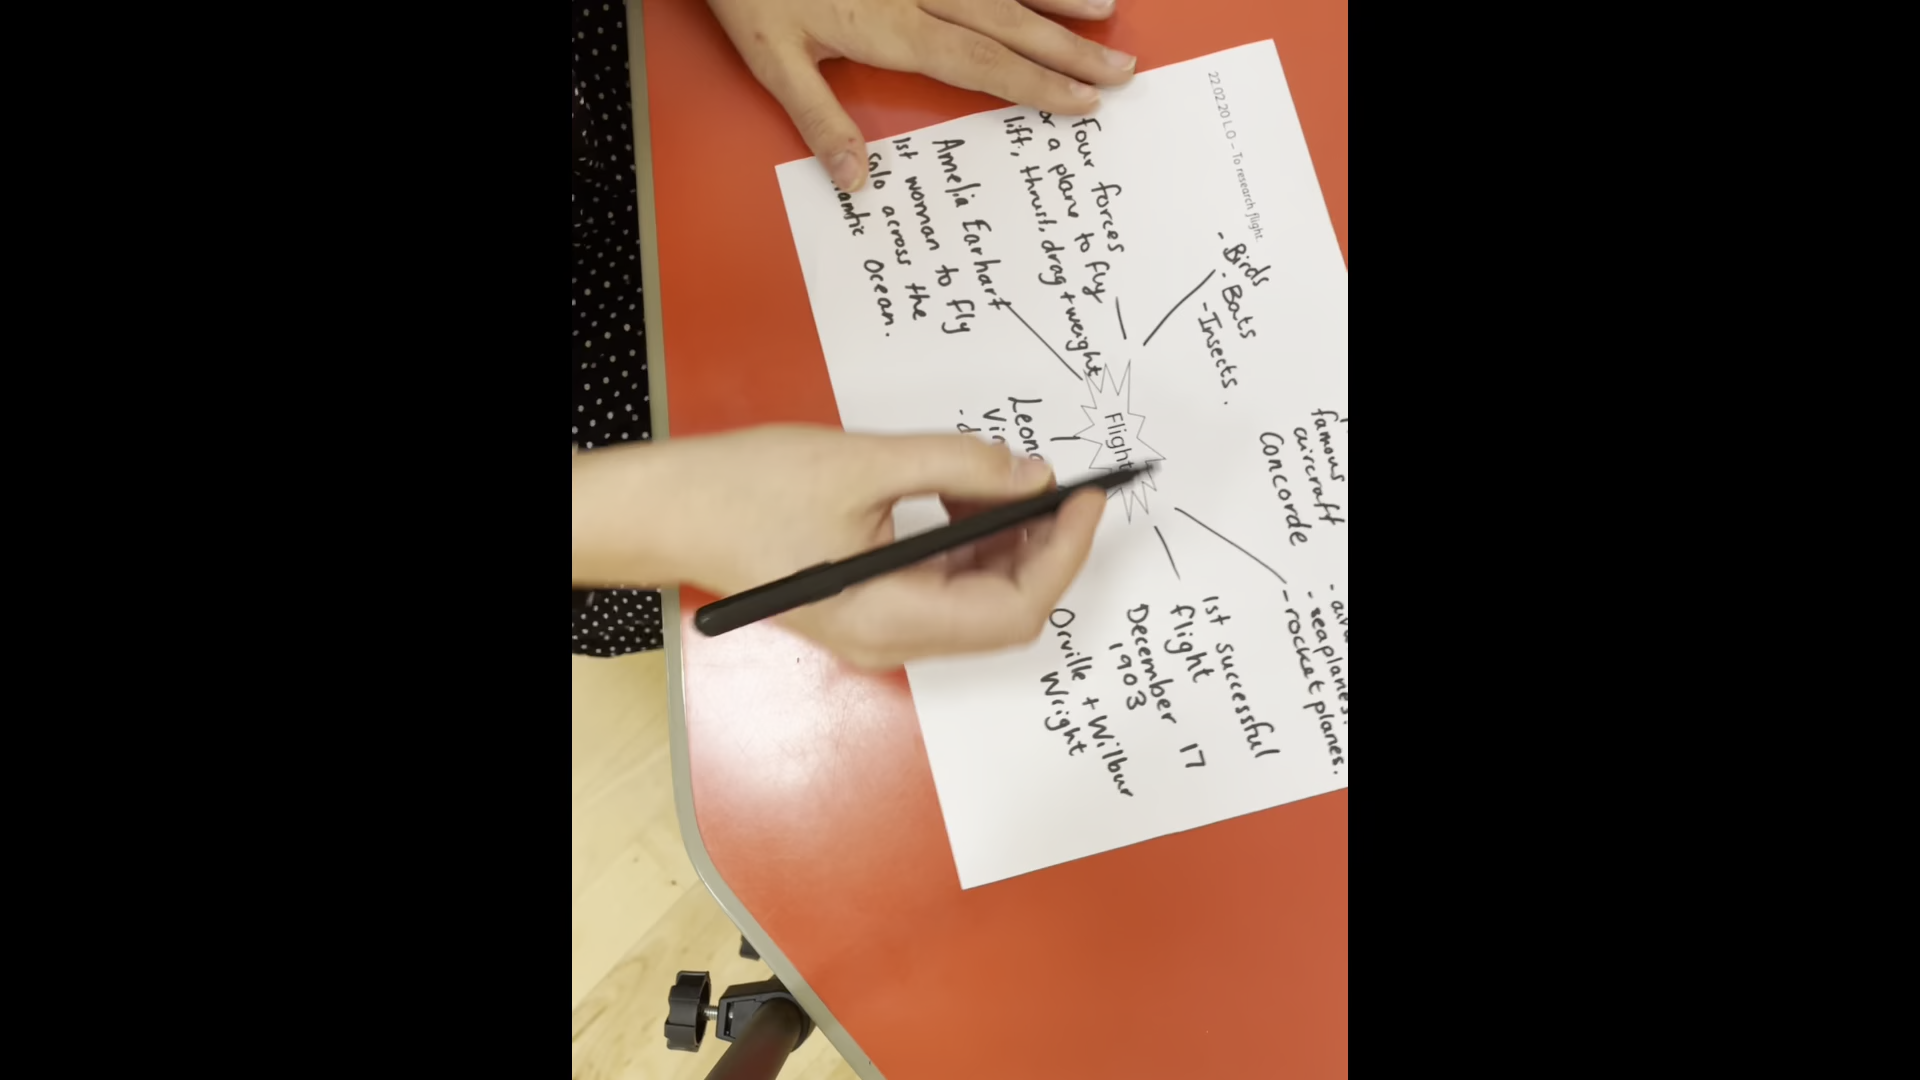 22.02.20 L.O – To research flight.
- Birds
- Bats
- Insects.
famous
aircraft
Concorde
- seaplanes.
- rocket planes.
Flight
four forces
a plane to fly
lift, thrust, drag + weight
Amelia Earhart
1st woman to fly
solo across the
Ocean.
1st successful
flight
December 17
1903
Orville + Wilbur
Wright